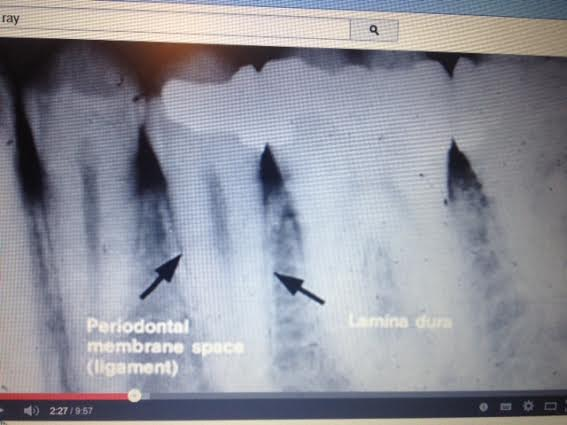 ray
Periodontal
membrane space
(ligament)
Lamina dura
2:27 / 9:57